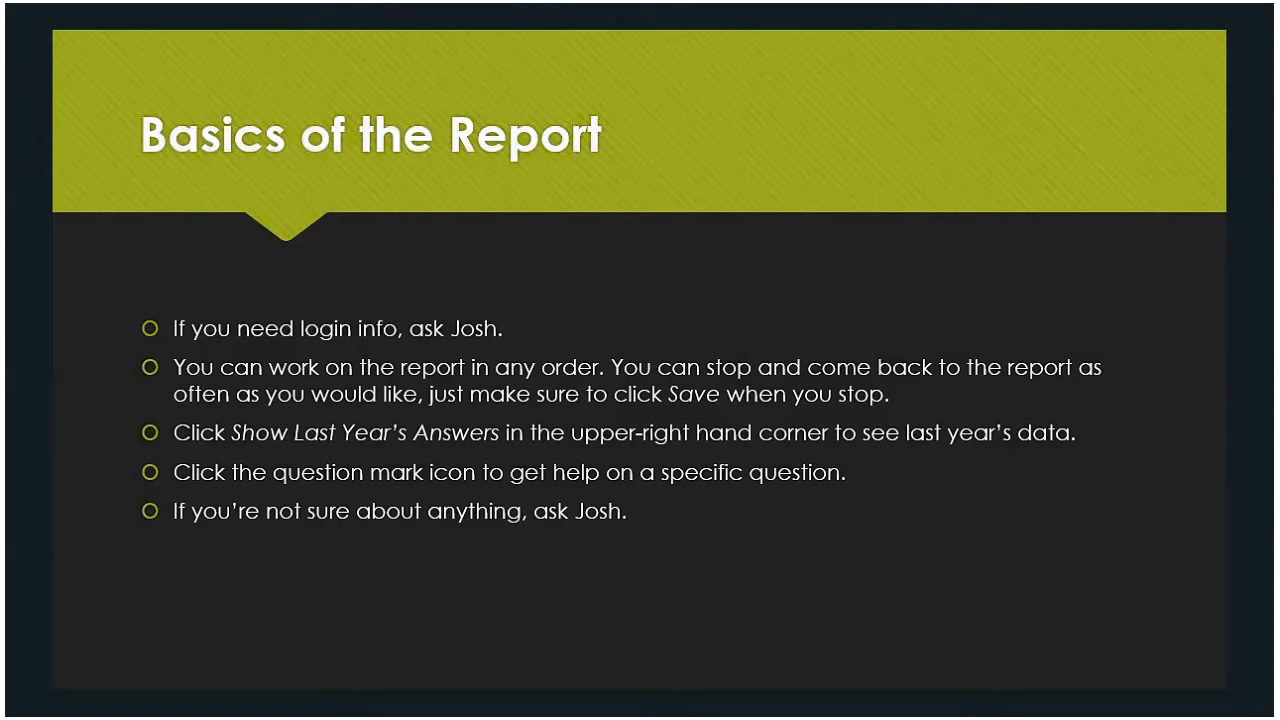 Basics of the Report
If you need login info, ask Josh.
You can work on the report in any order. You can stop and come back to the report as
often as you would like, just make sure to click Save when you stop.
Click Show Last Year’s Answers in the upper-right hand corner to see last year’s data.
Click the question mark icon to get help on a specific question.
If you’re not sure about anything, ask Josh.